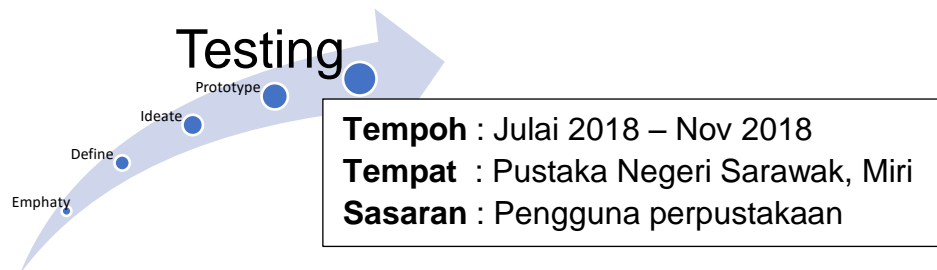 Testing
Prototype
Ideate
Define
Emphaty
Tempoh : Julai 2018 – Nov 2018
Tempat : Pustaka Negeri Sarawak, Miri
Sasaran : Pengguna perpustakaan